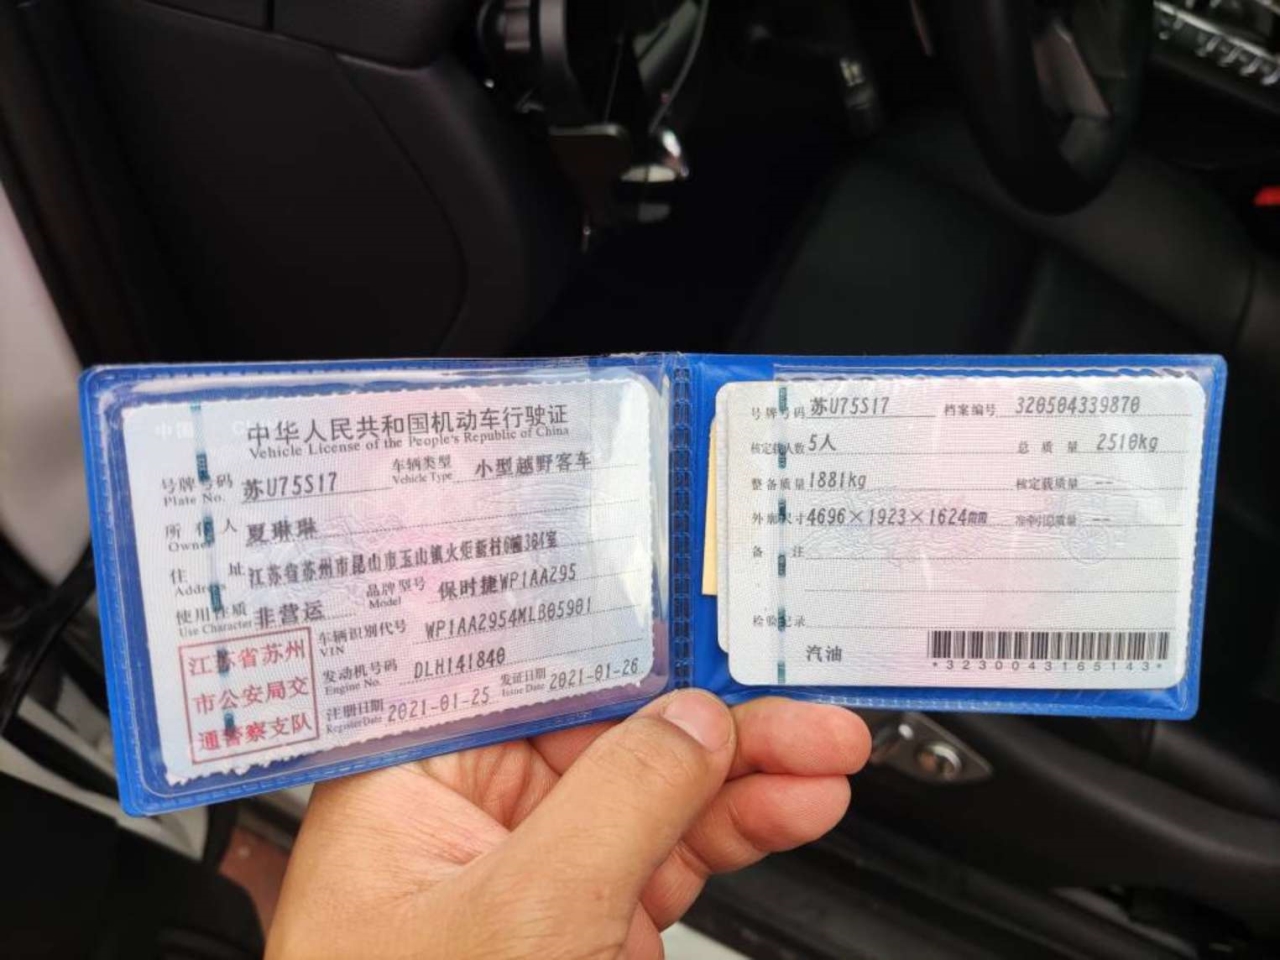 中华人民共和国机动车行驶证
Vehicle License of the People's Republic of China
号牌号码 苏U75S17 车辆类型 小型越野客车
Plate No. Vehicle Type
所有人 夏琳琳
Owner
住址 江苏省苏州市昆山市玉山镇火炬新村
Address
使用性质 非营运 品牌型号 保时捷WP1AA295
Use Character Model
江苏省苏州
市公安局交
通警察支队
车辆识别代号 WP1AA2954MLB05901
VIN
发动机号码 DLH141840
Engine No.
注册日期 2021-01-25 发证日期 2021-01-26
Register Date Issue Date
号牌号码 苏U75S17 档案编号 320504339870
核定载人数 5人 总质量 2510kg
整备质量 1881kg 核定载质量 --
外廓尺寸 4696×1923×1624mm 准牵引总质量 --
备注
检验记录
汽油
*3230043165143*